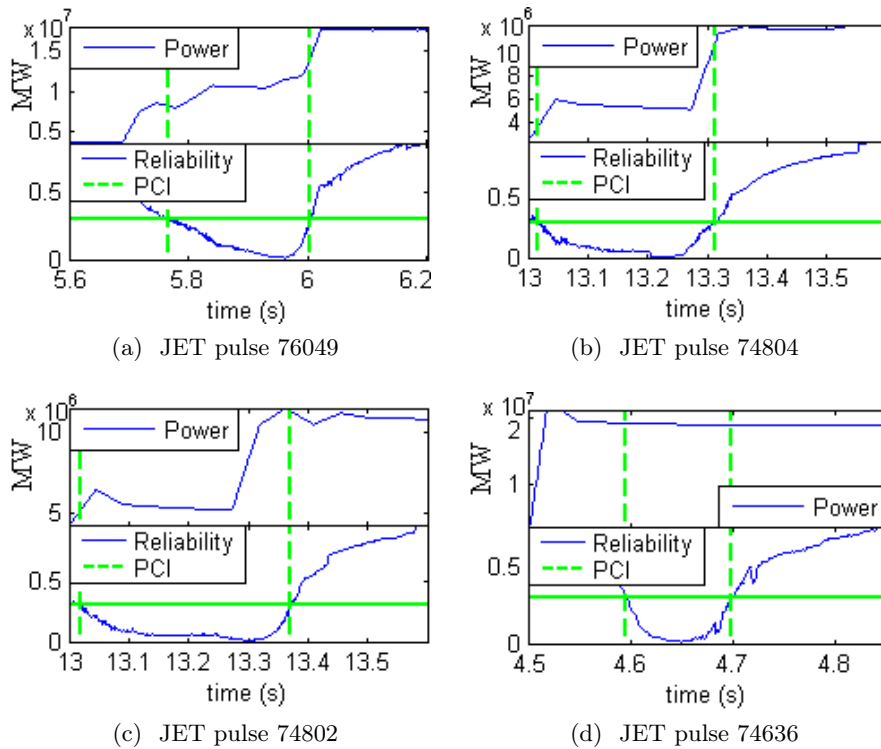 x 10^7
1.5
1
0.5
MW
Power
0.5
0
Reliability
PCI
5.6 5.8 6 6.2
time (s)
(a) JET pulse 76049
x 10^6
10
8
6
4
MW
Power
0.5
0
Reliability
PCI
13 13.1 13.2 13.3 13.4 13.5
time (s)
(b) JET pulse 74804
x 10^6
10
5
MW
Power
0.5
0
Reliability
PCI
13 13.1 13.2 13.3 13.4 13.5
time (s)
(c) JET pulse 74802
x 10^7
2
1
MW
Power
0.5
0
Reliability
PCI
4.5 4.6 4.7 4.8
time (s)
(d) JET pulse 74636